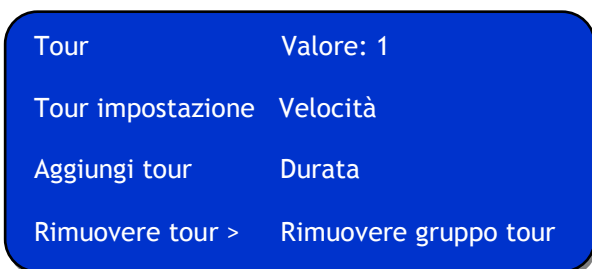 Tour Valore: 1
Tour impostazione Velocità
Aggiungi tour Durata
Rimuovere tour > Rimuovere gruppo tour